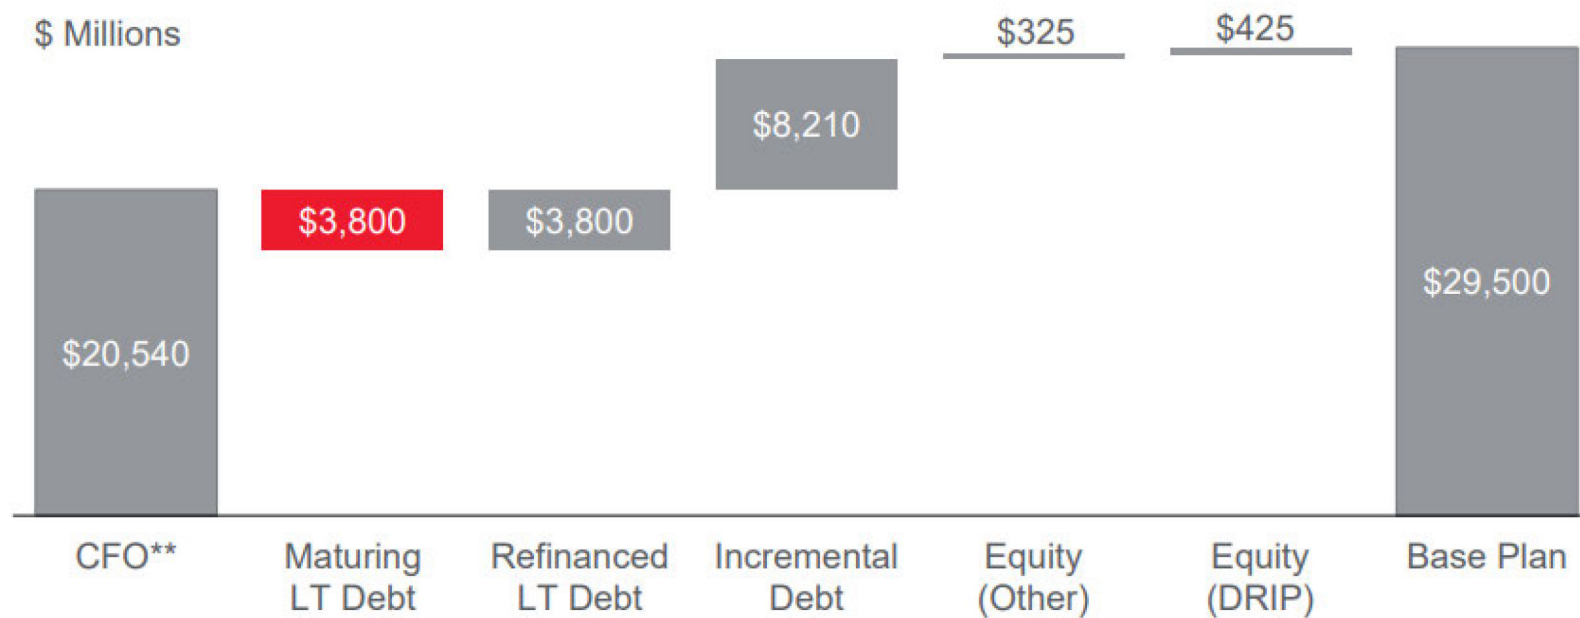 $ Millions
$325
$425
$8,210
$3,800
$3,800
$29,500
$20,540
CFO**
Maturing
LT Debt
Refinanced
LT Debt
Incremental
Debt
Equity
(Other)
Equity
(DRIP)
Base Plan